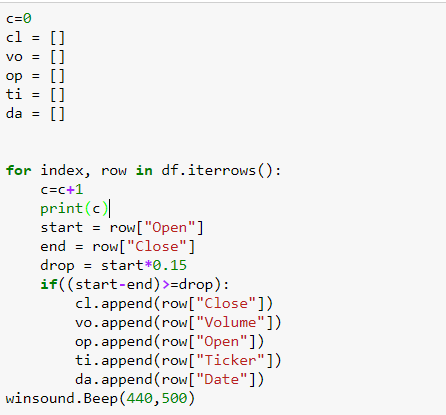 c=0
cl = []
vo = []
op = []
ti = []
da = []
for index, row in df.iterrows():
    c=c+1
    print(c)
    start = row["Open"]
    end = row["Close"]
    drop = start*0.15
    if((start-end)>=drop):
        cl.append(row["Close"])
        vo.append(row["Volume"])
        op.append(row["Open"])
        ti.append(row["Ticker"])
        da.append(row["Date"])
winsound.Beep(440,500)